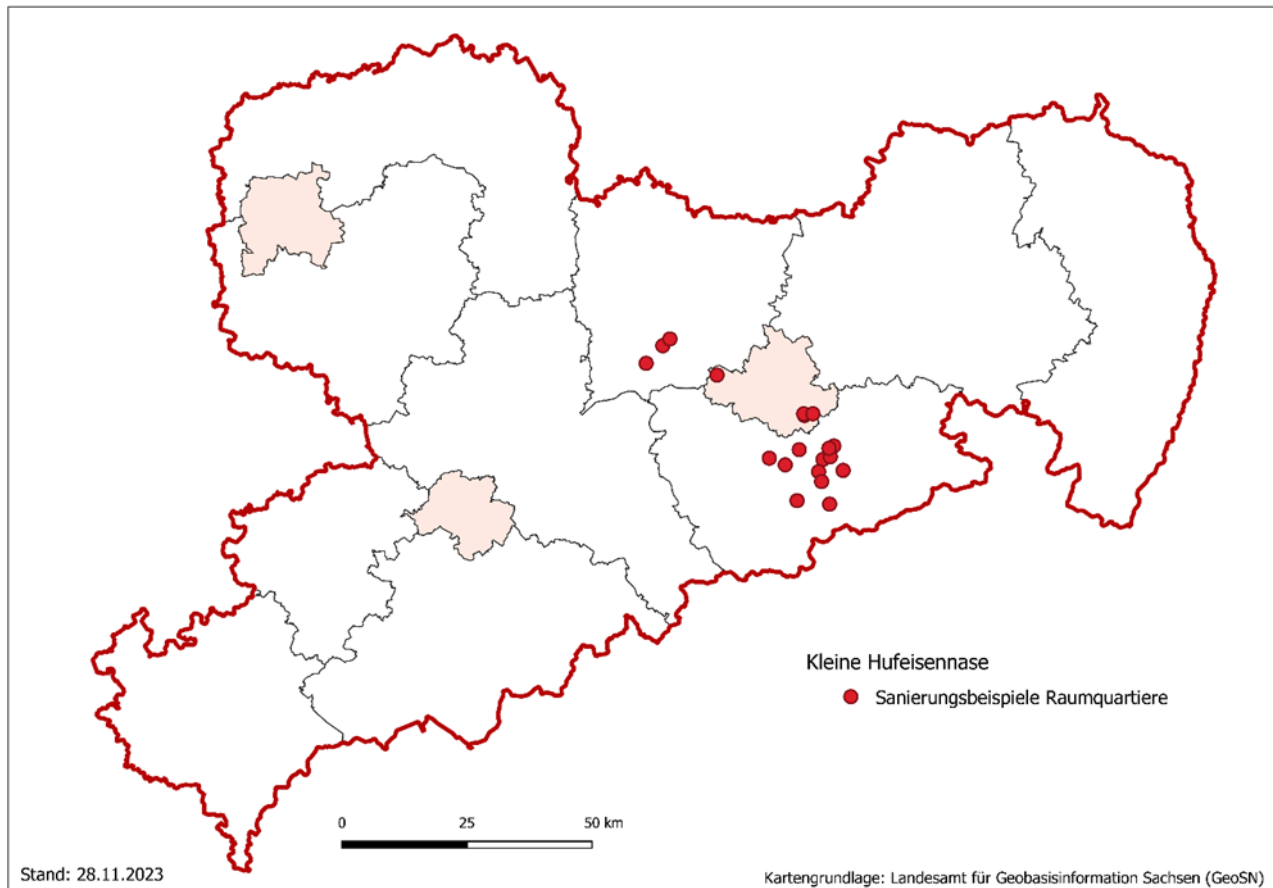 Kleine Hufeisennase
Sanierungsbeispiele Raumquartiere
0 25 50 km
Stand: 28.11.2023
Kartengrundlage: Landesamt für Geobasisinformation Sachsen (GeoSN)